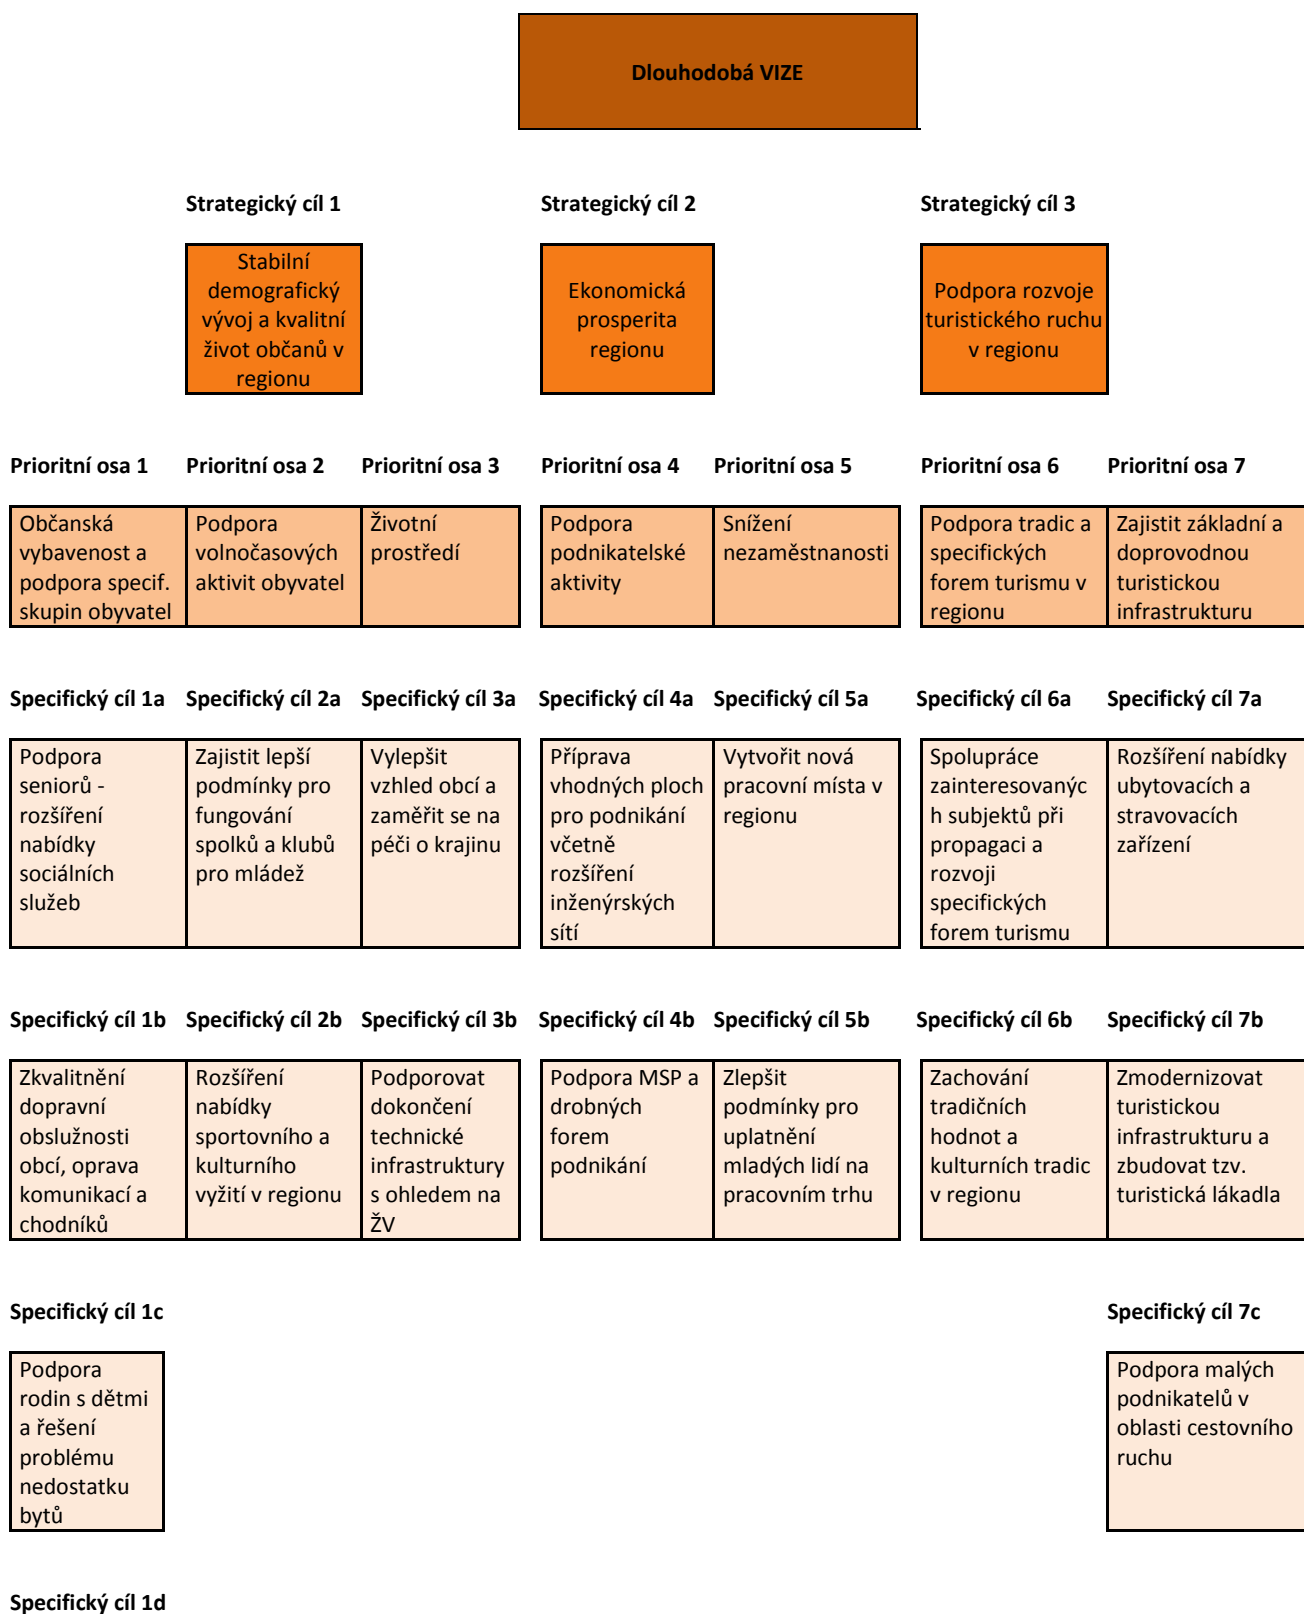 Dlouhodobá VIZE
Strategický cíl 1
Strategický cíl 2
Strategický cíl 3
Stabilní
demografický
vývoj a kvalitní
život občanů v
regionu
Ekonomická
prosperita
regionu
Podpora rozvoje
turistického ruchu
v regionu
Prioritní osa 1
Prioritní osa 2
Prioritní osa 3
Prioritní osa 4
Prioritní osa 5
Prioritní osa 6
Prioritní osa 7
Občanská
vybavenost a
podpora specif.
skupin obyvatel
Podpora
volnočasových
aktivit obyvatel
Životní
prostředí
Podpora
podnikatelské
aktivity
Snížení
nezaměstnanosti
Podpora tradic a
specifických
forem turismu v
regionu
Zajistit základní a
doprovodnou
turistickou
infrastrukturu
Specifický cíl 1a
Specifický cíl 2a
Specifický cíl 3a
Specifický cíl 4a
Specifický cíl 5a
Specifický cíl 6a
Specifický cíl 7a
Podpora
seniorů -
rozšíření
nabídky
sociálních
služeb
Zajistit lepší
podmínky pro
fungování
spolků a klubů
pro mládež
Vylepšit
vzhled obcí a
zaměřit se na
péči o krajinu
Příprava
vhodných ploch
pro podnikání
včetně
rozšíření
inženýrských
sítí
Vytvořit nová
pracovní místa v
regionu
Spolupráce
zainteresovanýc
h subjektů při
propagaci a
rozvoji
specifických
forem turismu
Rozšíření nabídky
ubytovacích a
stravovacích
zařízení
Specifický cíl 1b
Specifický cíl 2b
Specifický cíl 3b
Specifický cíl 4b
Specifický cíl 5b
Specifický cíl 6b
Specifický cíl 7b
Zkvalitnění
dopravní
obslužnosti
obcí, oprava
komunikací a
chodníků
Rozšíření
nabídky
sportovního a
kulturního
vyžití v regionu
Podporovat
dokončení
technické
infrastruktury
s ohledem na
ŽV
Podpora MSP a
drobných
forem
podnikání
Zlepšit
podmínky pro
uplatnění
mladých lidí na
pracovním trhu
Zachování
tradičních
hodnot a
kulturních tradic
v regionu
Zmodernizovat
turistickou
infrastrukturu a
zbudovat tzv.
turistická lákadla
Specifický cíl 1c
Specifický cíl 7c
Podpora
rodin s dětmi
a řešení
problému
nedostatku
bytů
Podpora malých
podnikatelů v
oblasti cestovního
ruchu
Specifický cíl 1d